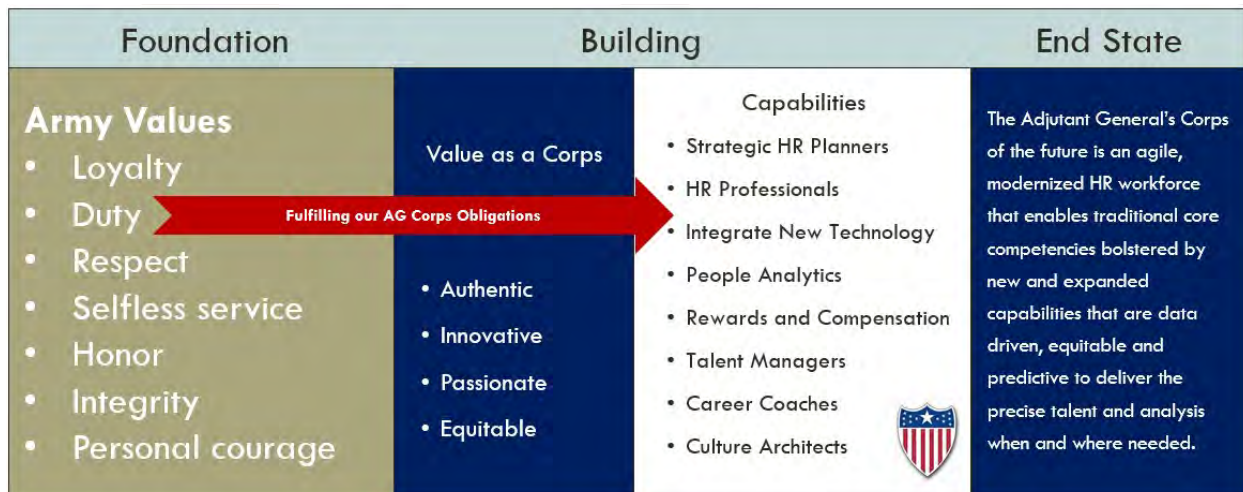 Foundation
Building
End State
Army Values
• Loyalty
• Duty
• Respect
• Selfless service
• Honor
• Integrity
• Personal courage
Value as a Corps
Fulfilling our AG Corps Obligations
• Authentic
• Innovative
• Passionate
• Equitable
Capabilities
• Strategic HR Planners
• HR Professionals
• Integrate New Technology
• People Analytics
• Rewards and Compensation
• Talent Managers
• Career Coaches
• Culture Architects
The Adjutant General's Corps
of the future is an agile,
modernized HR workforce
that enables traditional core
competencies bolstered by
new and expanded
capabilities that are data
driven, equitable and
predictive to deliver the
precise talent and analysis
when and where needed.